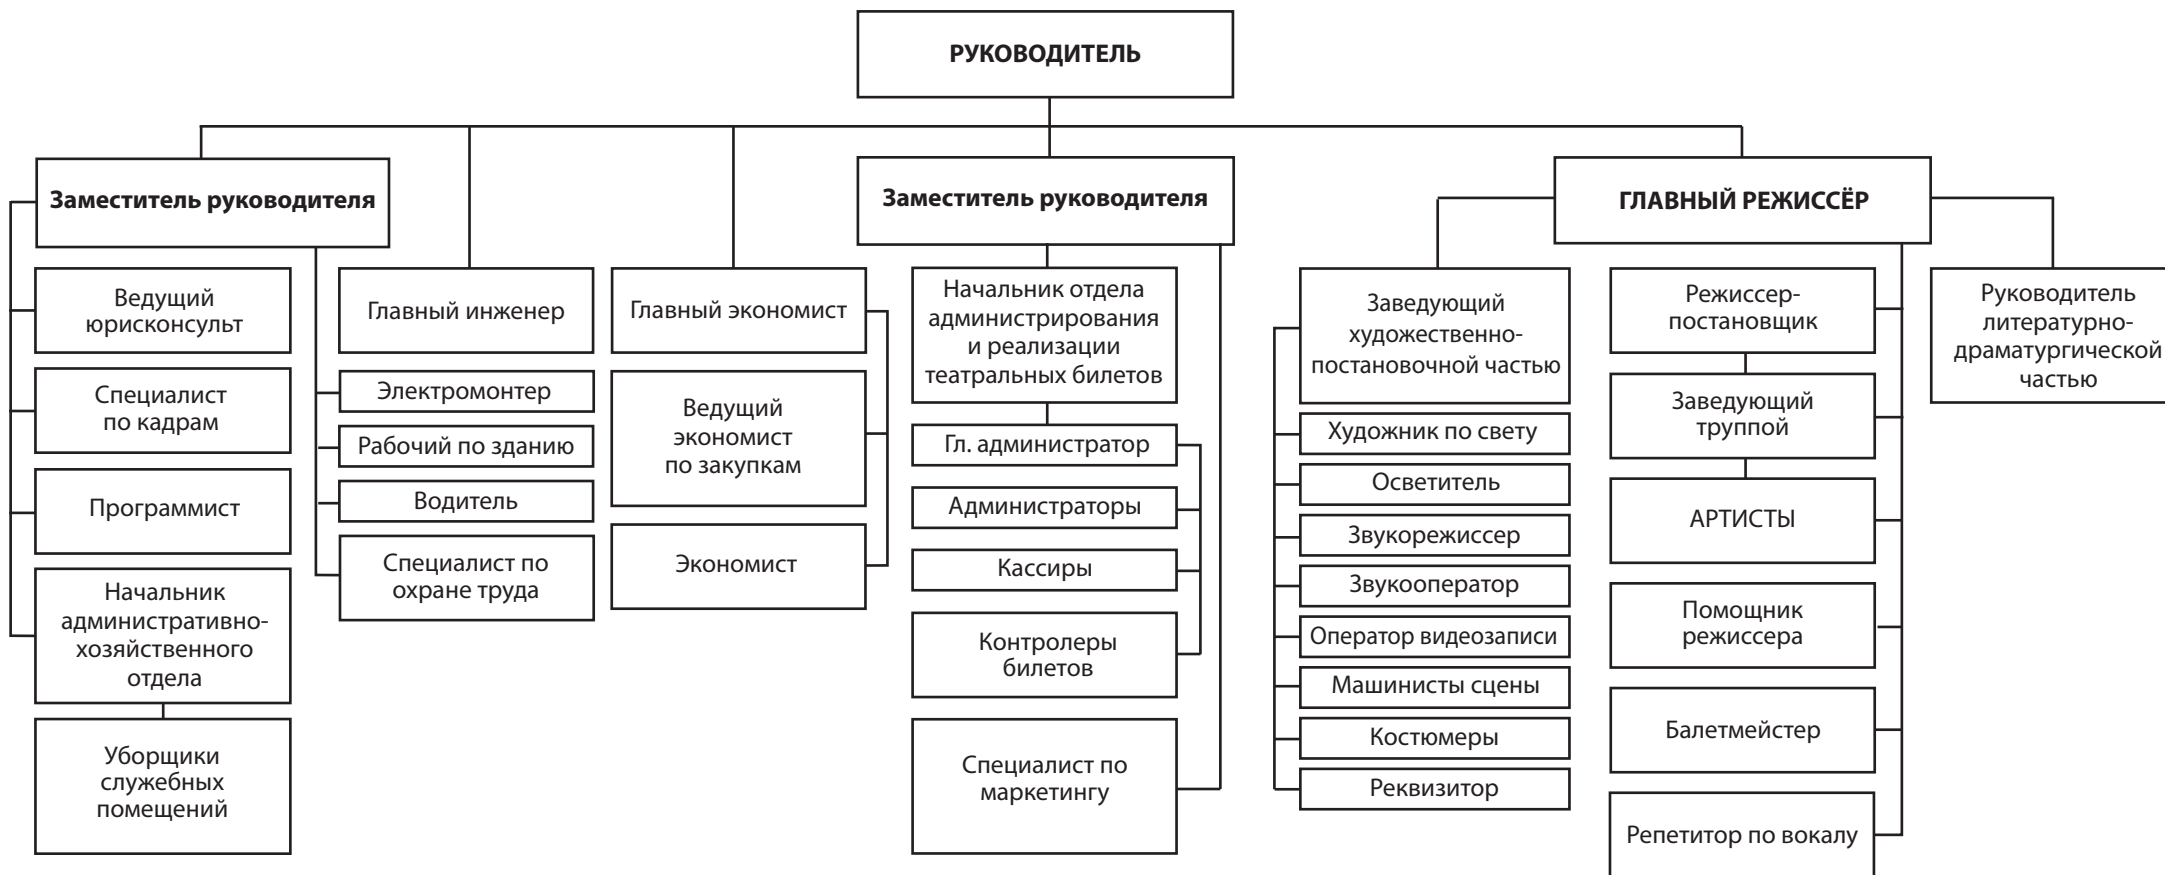 РУКОВОДИТЕЛЬ
Заместитель руководителя
Ведущий
юрисконсульт
Специалист
по кадрам
Программист
Начальник
административно-
хозяйственного
отдела
Уборщики
служебных
помещений
Главный инженер
Электромонтер
Рабочий по зданию
Водитель
Специалист по
охране труда
Главный экономист
Ведущий
экономист
по закупкам
Экономист
Заместитель руководителя
Начальник отдела
администрирования
и реализации
театральных билетов
Гл. администратор
Администраторы
Кассиры
Контролеры
билетов
Специалист по
маркетингу
ГЛАВНЫЙ РЕЖИССЁР
Заведующий
художественно-
постановочной частью
Художник по свету
Осветитель
Звукорежиссер
Звукооператор
Оператор видеозаписи
Машинисты сцены
Костюмеры
Реквизитор
Режиссер-
постановщик
Заведующий
труппой
АРТИСТЫ
Помощник
режиссера
Балетмейстер
Репетитор по вокалу
Руководитель
литературно-
драматургической
частью